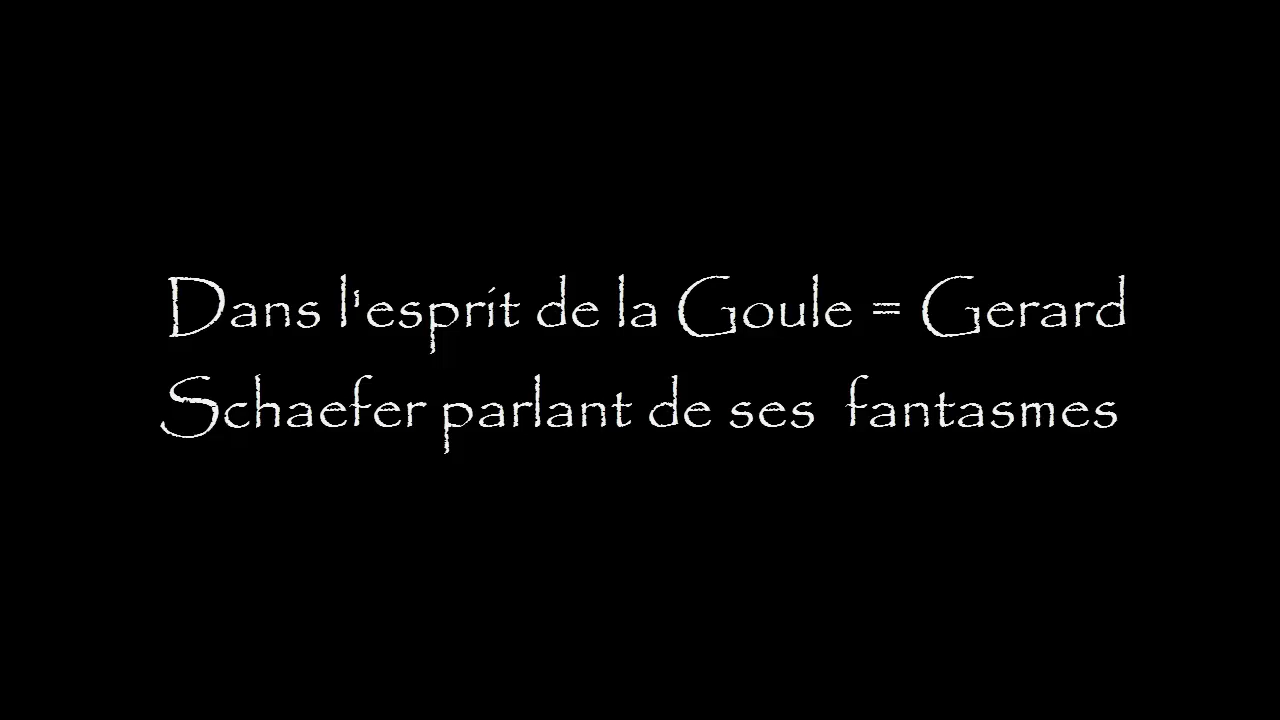 Dans l'esprit de la Goule = Gerard
Schaefer parlant de ses  fantasmes